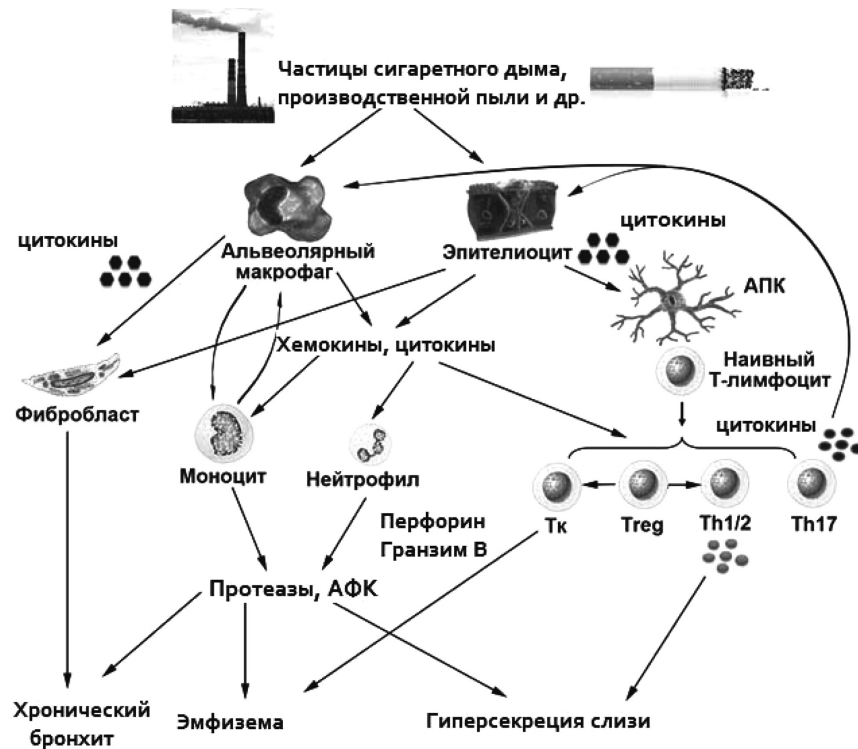 Частицы сигаретного дыма,
производственной пыли и др.
цитокины
цитокины
Альвеолярный
макрофаг
Эпителиоцит
АПК
Хемокины, цитокины
Наивный
Т-лимфоцит
Фибробласт
цитокины
Моноцит
Нейтрофил
Тк
Treg
Th1/2
Th17
Перфорин
Гранзим В
Протеазы, АФК
Хронический
бронхит
Эмфизема
Гиперсекреция слизи